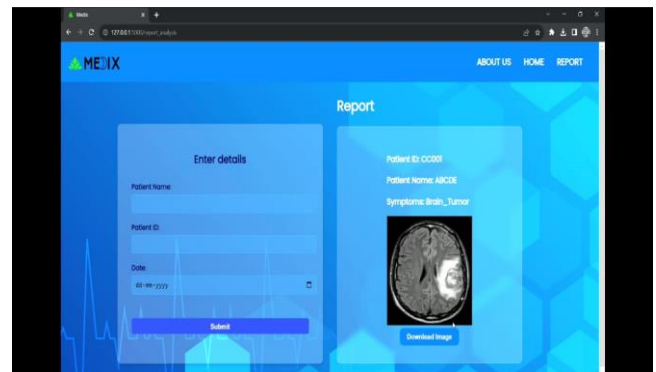 Medix
127.0.0.1:1000/report_analysis
MEDIX
ABOUT US HOME REPORT
Report
Enter details
Patient Name:
Patient ID:
Date:
dd-mm-yyyy
Submit
Patient ID: CC001
Patient Name: ABCDE
Symptoms: Brain_Tumor
Download Image